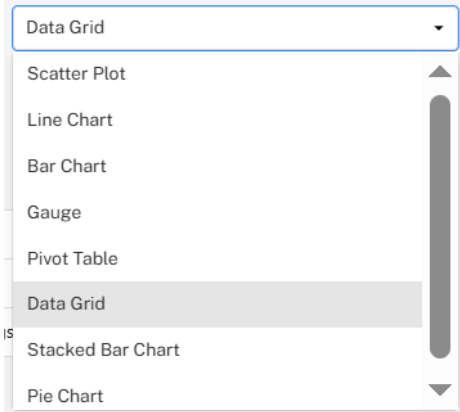 Data Grid
Scatter Plot
Line Chart
Bar Chart
Gauge
Pivot Table
Data Grid
Stacked Bar Chart
Pie Chart